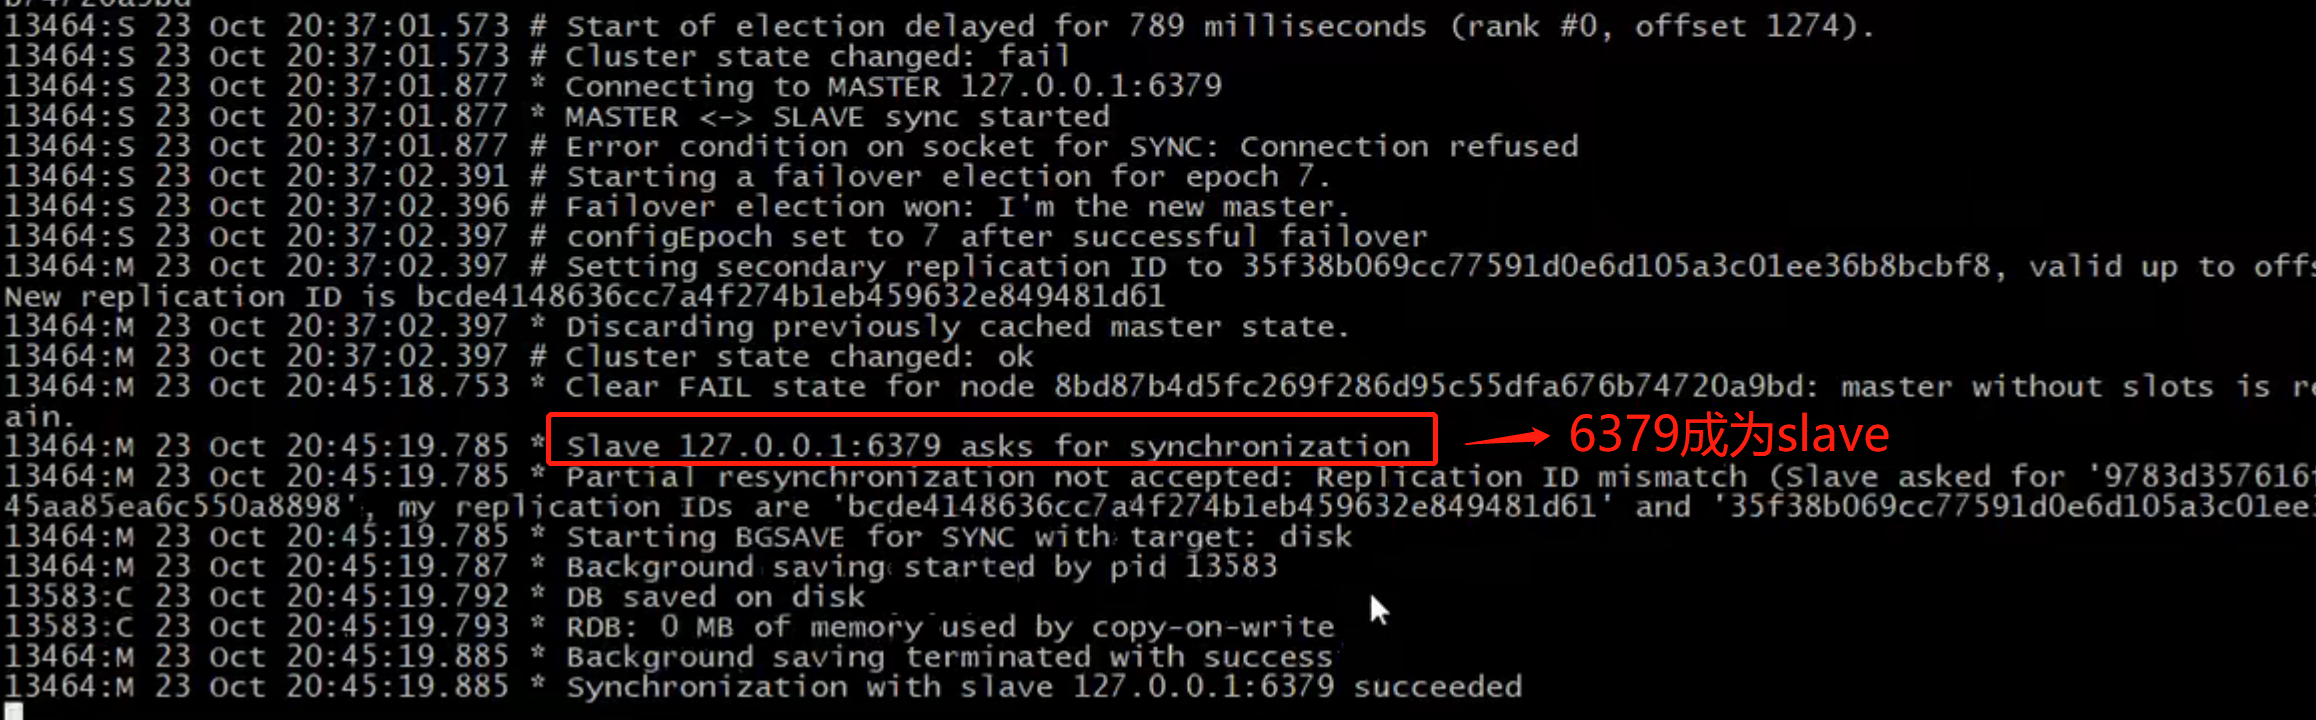 13464:S 23 Oct 20:37:01.573 # Start of election delayed for 789 milliseconds (rank #0, offset 1274).
13464:S 23 Oct 20:37:01.573 # Cluster state changed: fail
13464:S 23 Oct 20:37:01.877 * Connecting to MASTER 127.0.0.1:6379
13464:S 23 Oct 20:37:01.877 * MASTER <-> SLAVE sync started
13464:S 23 Oct 20:37:01.877 # Error condition on socket for SYNC: Connection refused
13464:S 23 Oct 20:37:02.391 # Starting a failover election for epoch 7.
13464:S 23 Oct 20:37:02.396 # Failover election won: I'm the new master.
13464:S 23 Oct 20:37:02.397 # configEpoch set to 7 after successful failover
13464:M 23 Oct 20:37:02.397 # Setting secondary replication ID to 35f38b069cc77591d0e6d105a3c01ee36b8bcbf8, valid up to offs
New replication ID is bcde4148636cc7a4f274b1eb459632e849481d61
13464:M 23 Oct 20:37:02.397 * Discarding previously cached master state.
13464:M 23 Oct 20:37:02.397 # Cluster state changed: ok
13464:M 23 Oct 20:45:18.753 * Clear FAIL state for node 8bd87b4d5fc269f286d95c55dfa676b74720a9bd: master without slots is re
ain.
13464:M 23 Oct 20:45:19.785 * Slave 127.0.0.1:6379 asks for synchronization
6379成为slave
13464:M 23 Oct 20:45:19.785 * Partial resynchronization not accepted: Replication ID mismatch (Slave asked for '9783d3576167
45aa85ea6c550a8898', my replication IDs are 'bcde4148636cc7a4f274b1eb459632e849481d61' and '35f38b069cc77591d0e6d105a3c01ee
13464:M 23 Oct 20:45:19.785 * Starting BGSAVE for SYNC with target: disk
13464:M 23 Oct 20:45:19.787 * Background saving started by pid 13583
13583:C 23 Oct 20:45:19.792 * DB saved on disk
13583:C 23 Oct 20:45:19.793 * RDB: 0 MB of memory used by copy-on-write
13464:M 23 Oct 20:45:19.885 * Background saving terminated with success
13464:M 23 Oct 20:45:19.885 * Synchronization with slave 127.0.0.1:6379 succeeded